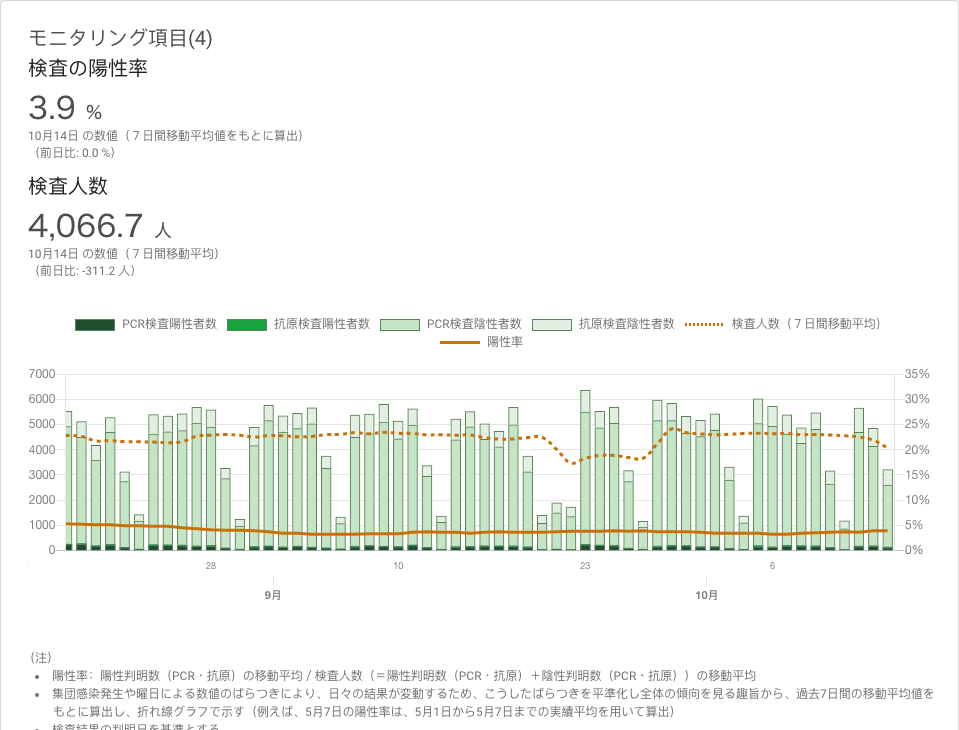 モニタリング項目(4)
検査の陽性率
3.9 %
10月14日 の数値（７日間移動平均値をもとに算出）
（前日比: 0.0 %）
検査人数
4,066.7 人
10月14日 の数値（７日間移動平均）
（前日比: -311.2 人）
PCR検査陽性者数 抗原検査陽性者数 PCR検査陰性者数 抗原検査陰性者数 検査人数（７日間移動平均）
陽性率
7000 35%
6000 30%
5000 25%
4000 20%
3000 15%
2000 10%
1000 5%
0 0%
28 10 23 6
9月 10月
（注）
• 陽性率：陽性判明数（PCR・抗原）の移動平均 / 検査人数（＝陽性判明数（PCR・抗原）＋陰性判明数（PCR・抗原））の移動平均
• 集団感染発生や曜日による数値のばらつきにより、日々の結果が変動するため、こうしたばらつきを平準化し全体の傾向を見る趣旨から、過去7日間の移動平均値を
もとに算出し、折れ線グラフで示す（例えば、5月7日の陽性率は、5月1日から5月7日までの実績平均を用いて算出）
• 検査結果の判明日を基準とする